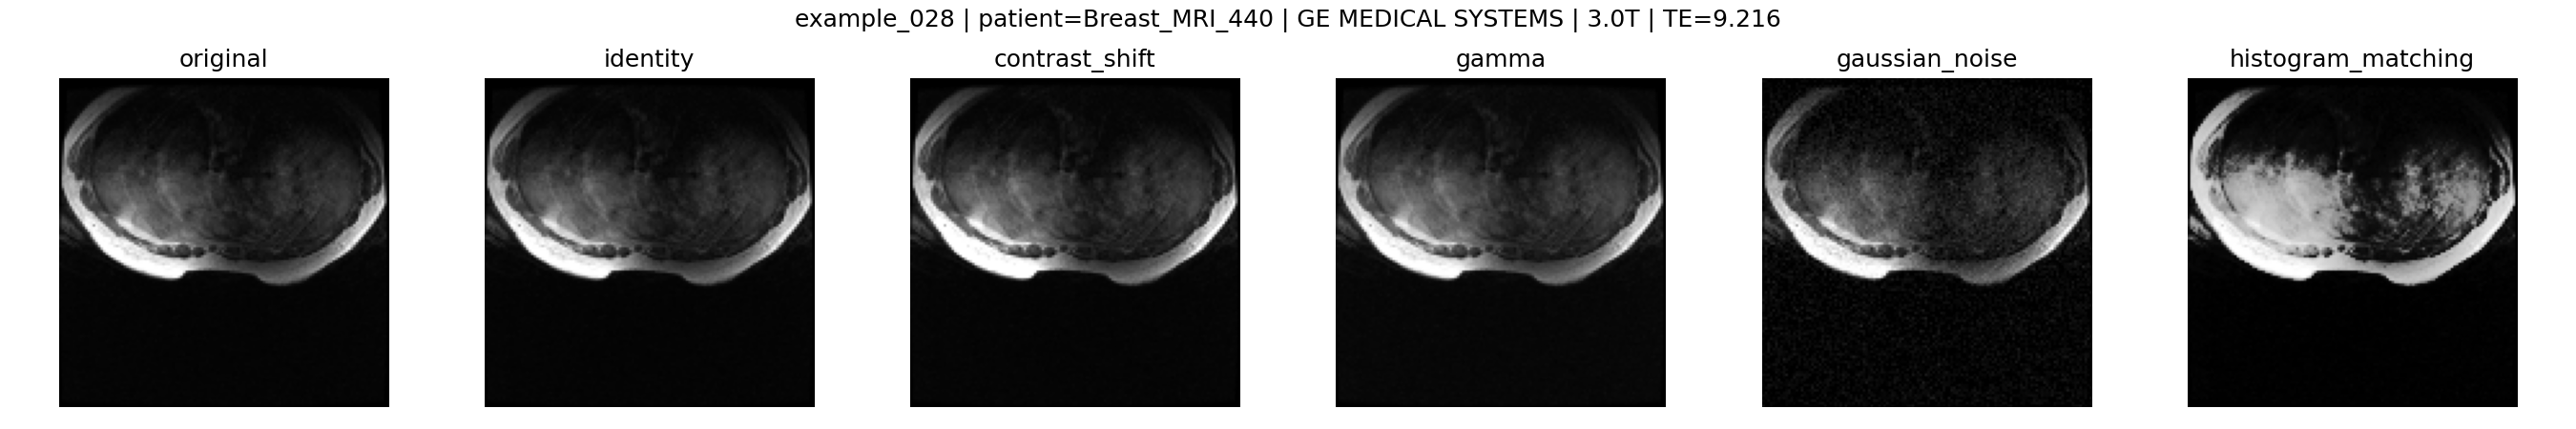 example_028 | patient=Breast_MRI_440 | GE MEDICAL SYSTEMS | 3.0T | TE=9.216
original
identity
contrast_shift
gamma
gaussian_noise
histogram_matching